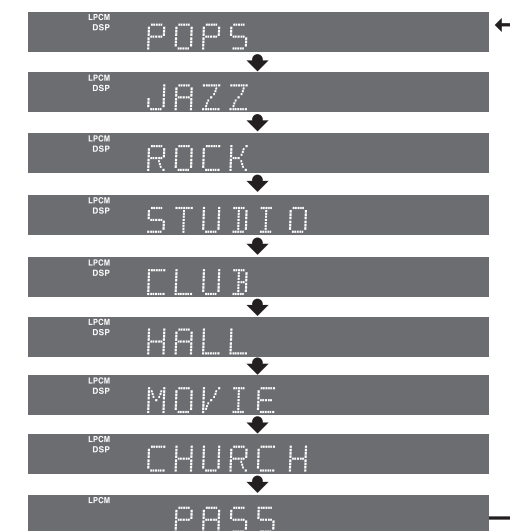 LPCM
DSP
POPS
LPCM
DSP
JAZZ
LPCM
DSP
ROCK
LPCM
DSP
STUDIO
LPCM
DSP
CLUB
LPCM
DSP
HALL
LPCM
DSP
MOVIE
LPCM
DSP
CHURCH
LPCM
PASS